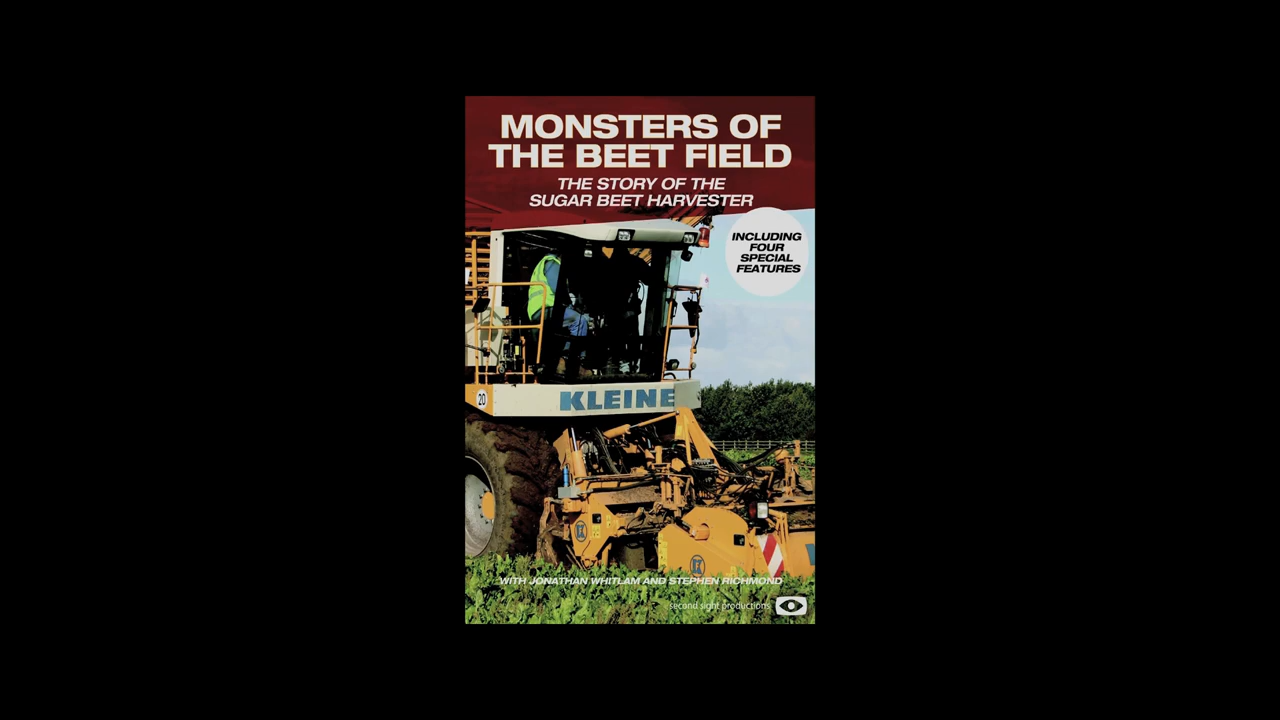 MONSTERS OF
THE BEET FIELD
THE STORY OF THE
SUGAR BEET HARVESTER
INCLUDING
FOUR
SPECIAL
FEATURES
20
KLEINE
WITH JONATHAN WHITLAM AND STEPHEN RICHMOND
second sight productions